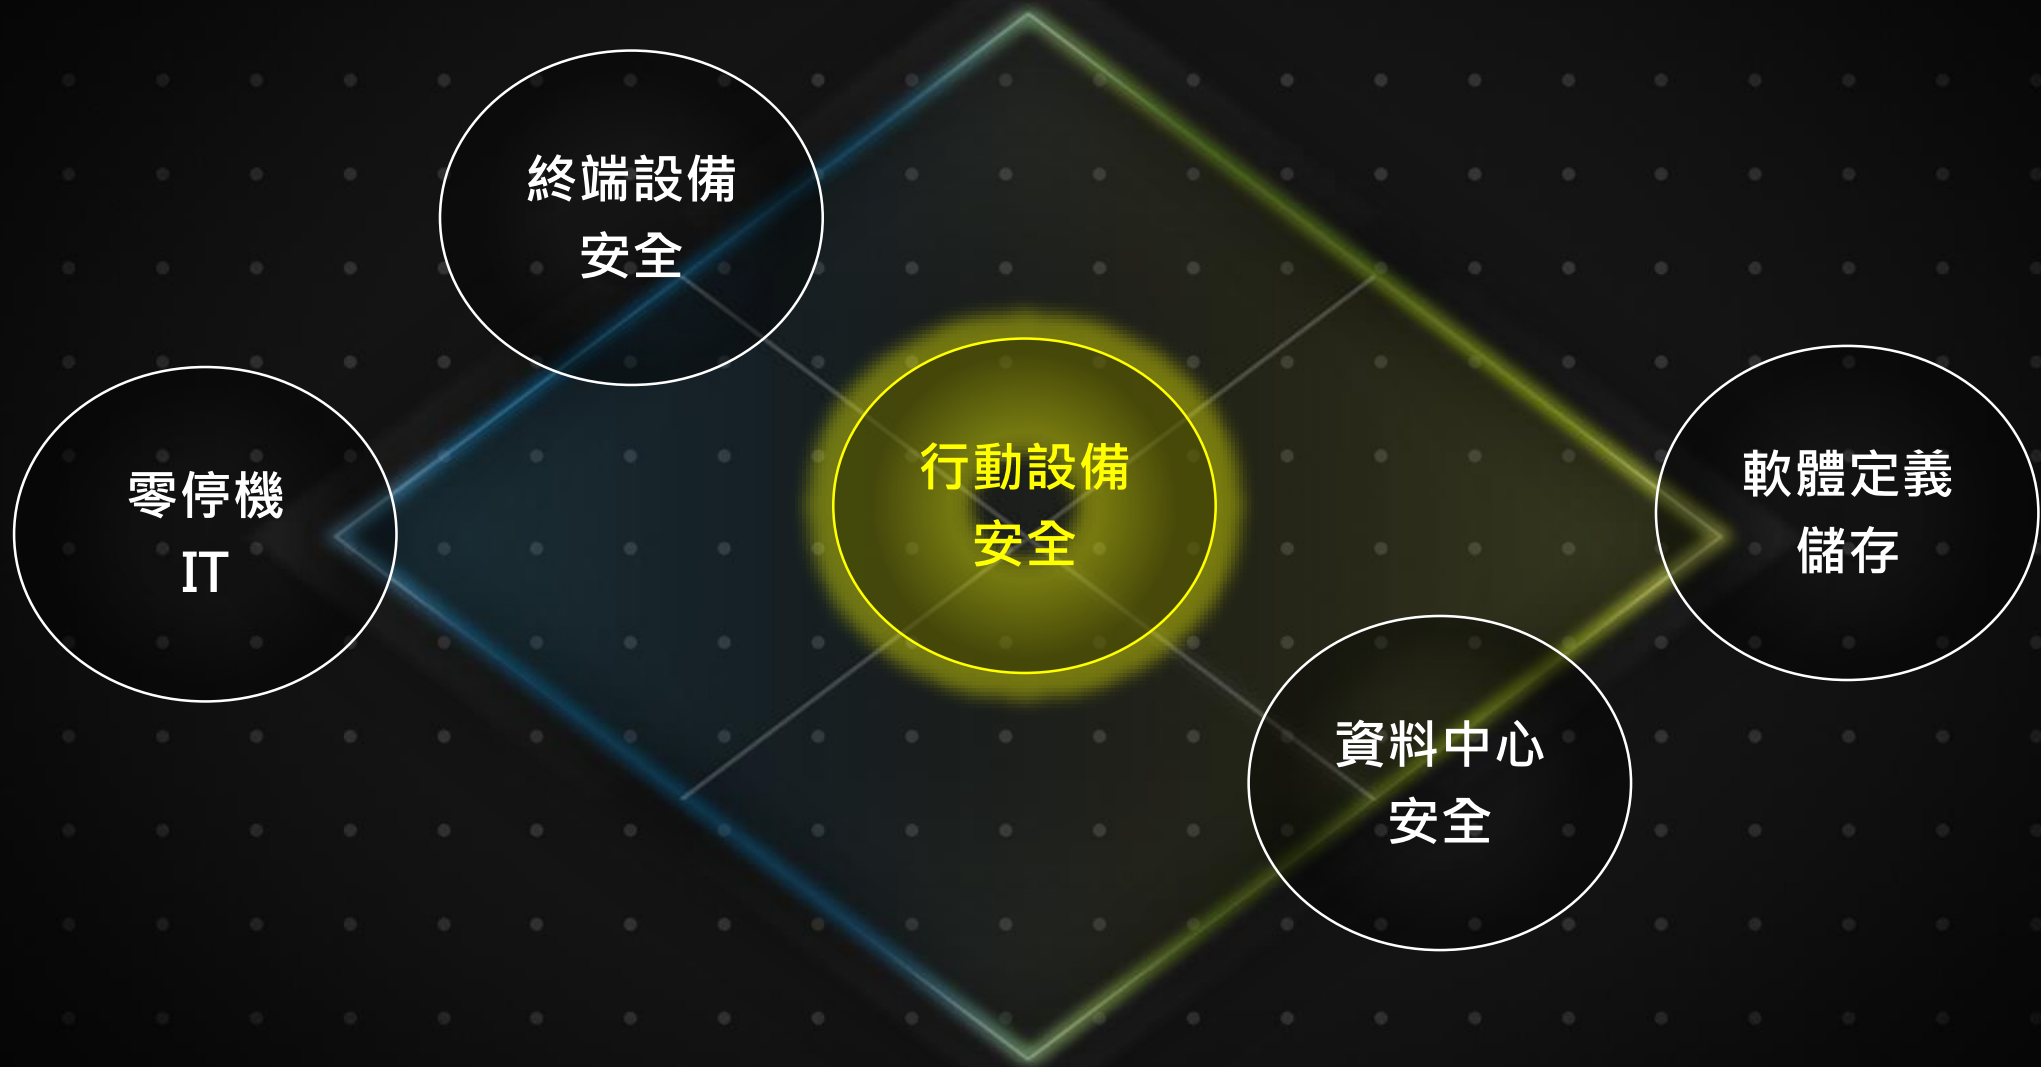 終端設備
安全
零停機
IT
行動設備
安全
軟體定義
儲存
資料中心
安全